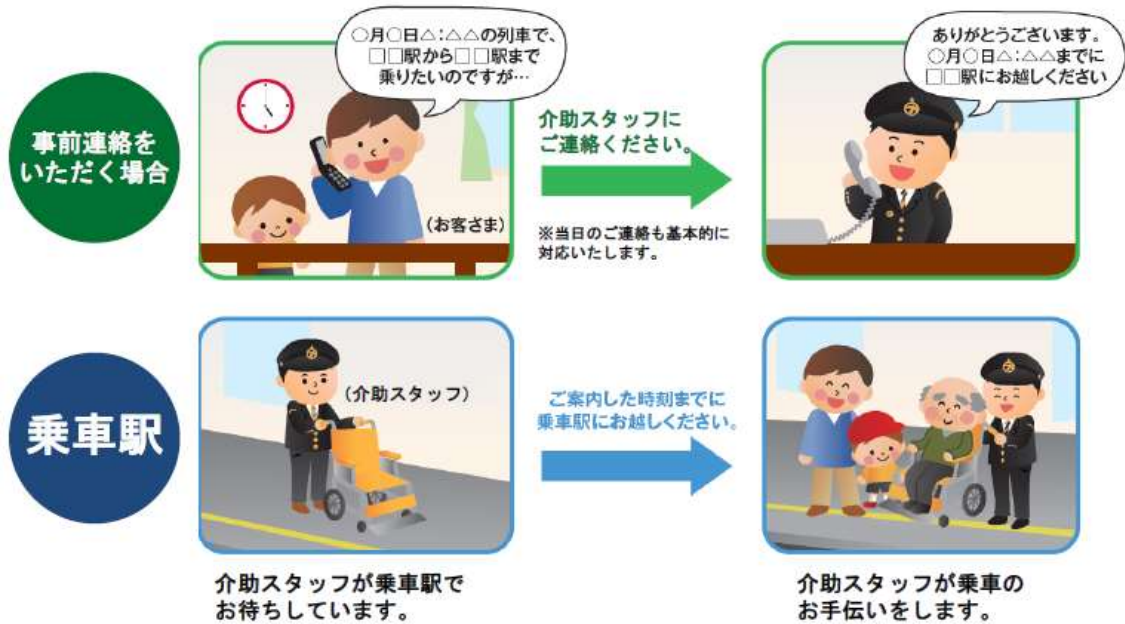 事前連絡を
いただく場合
○月○日△:△△の列車で、
□□駅から□□駅まで
乗りたいのですが…
(お客さま)
介助スタッフに
ご連絡ください。
※当日のご連絡も基本的に
対応いたします。
ありがとうございます。
○月○日△:△△までに
□□駅にお越しください
乗車駅
(介助スタッフ)
ご案内した時刻までに
乗車駅にお越しください。
介助スタッフが乗車駅で
お待ちしています。
介助スタッフが乗車の
お手伝いをします。